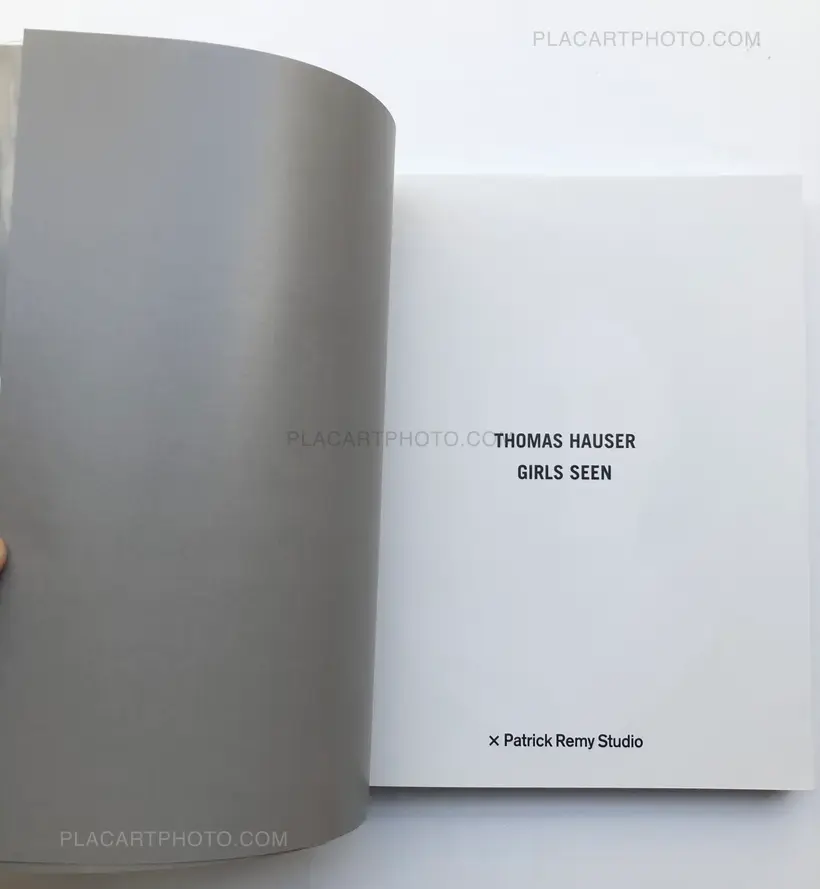 PLACARTPHOTO.COM
PLACARTPHOTO.CO
THOMAS HAUSER
GIRLS SEEN
× Patrick Remy Studio
PLACARTPHOTO.COM